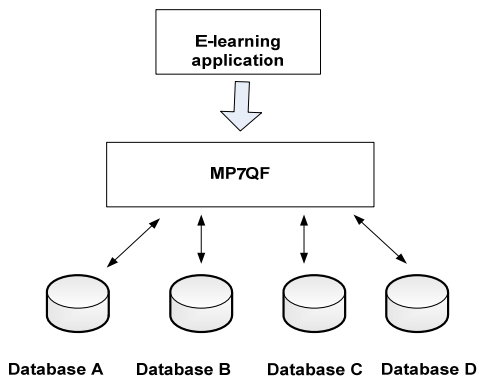 E-learning
application
MP7QF
Database A
Database B
Database C
Database D